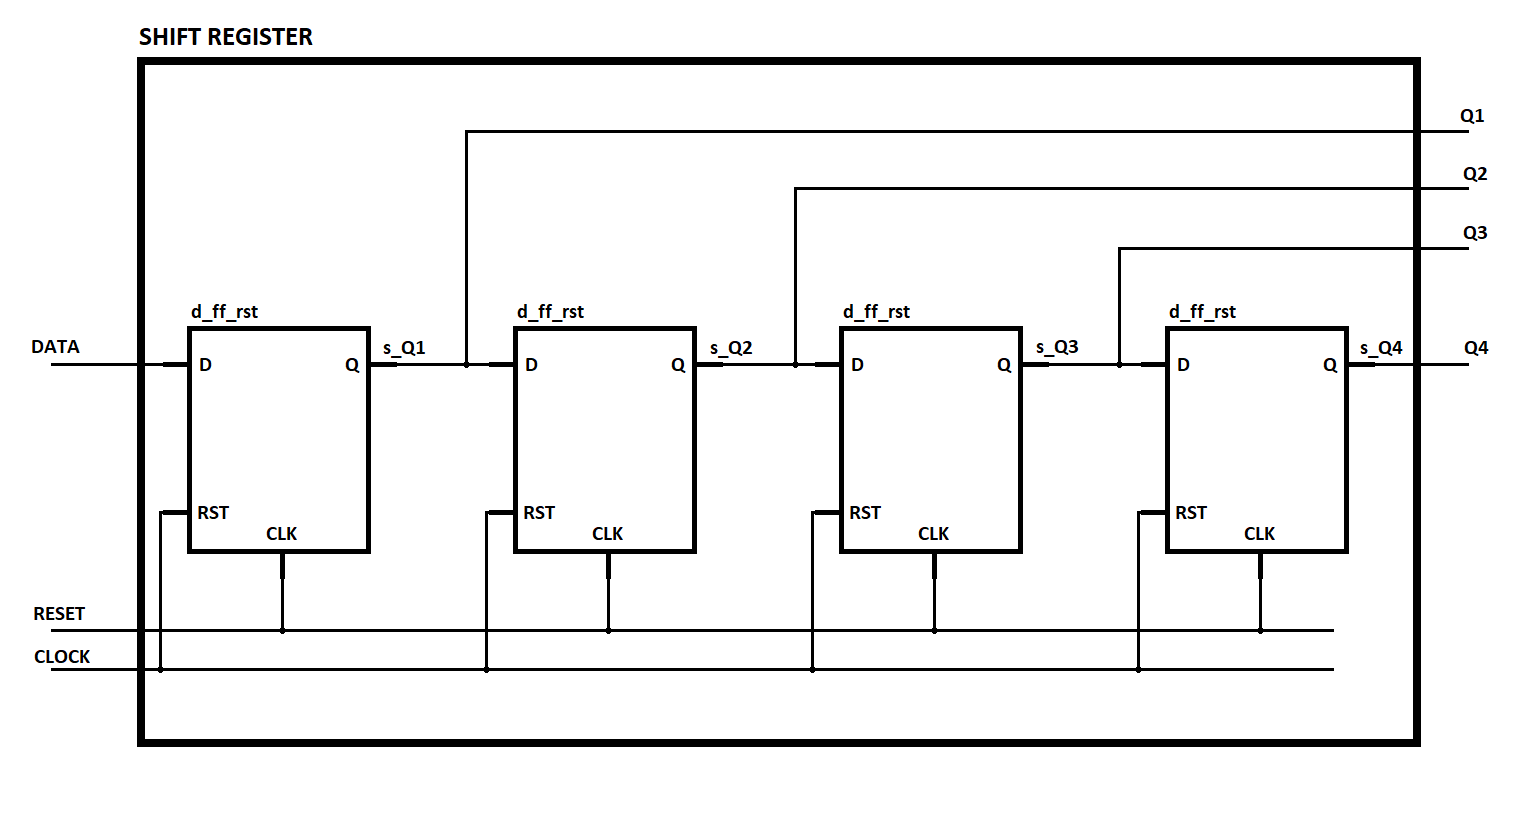 SHIFT REGISTER
Q1
Q2
Q3
d_ff_rst
d_ff_rst
d_ff_rst
d_ff_rst
DATA
D
Q
s_Q1
D
Q
s_Q2
D
Q
s_Q3
D
Q
s_Q4
Q4
RST
CLK
RST
CLK
RST
CLK
RST
CLK
RESET
CLOCK